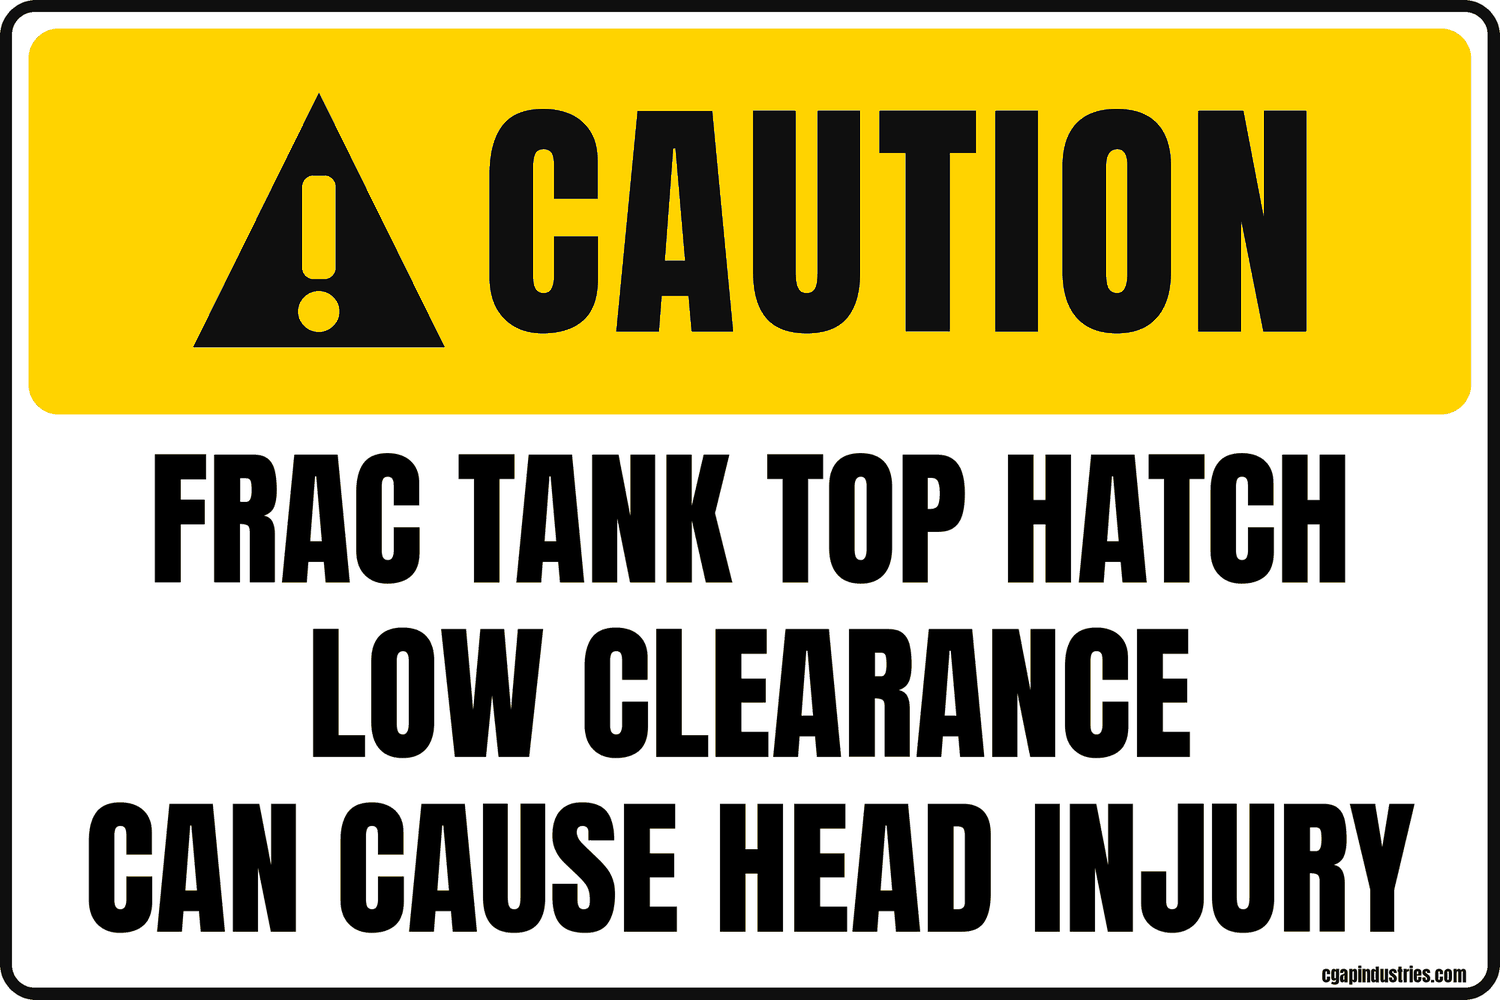 CAUTION
FRAC TANK TOP HATCH
LOW CLEARANCE
CAN CAUSE HEAD INJURY
cgapindustries.com